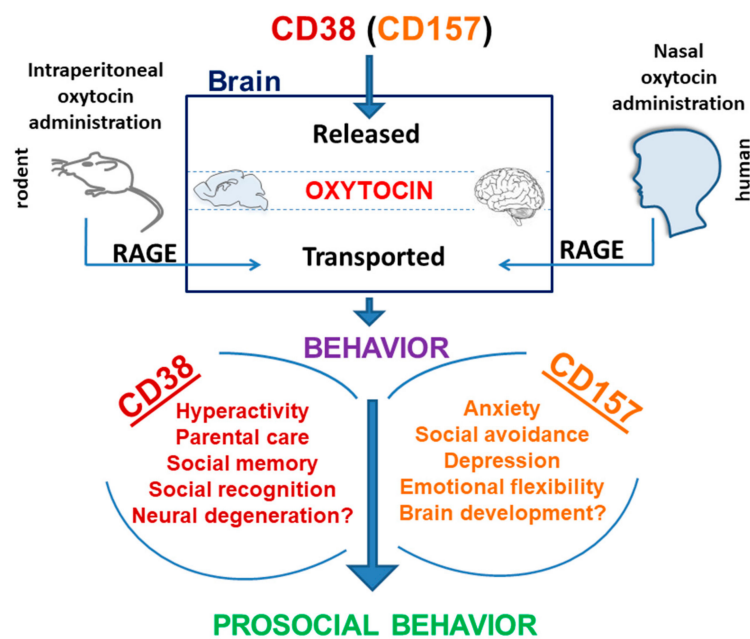 CD38 (CD157)
Intraperitoneal
oxytocin
administration
Nasal
oxytocin
administration
Brain
rodent
human
Released
OXYTOCIN
Transported
RAGE
RAGE
BEHAVIOR
CD38
Hyperactivity
Parental care
Social memory
Social recognition
Neural degeneration?
CD157
Anxiety
Social avoidance
Depression
Emotional flexibility
Brain development?
PROSOCIAL BEHAVIOR